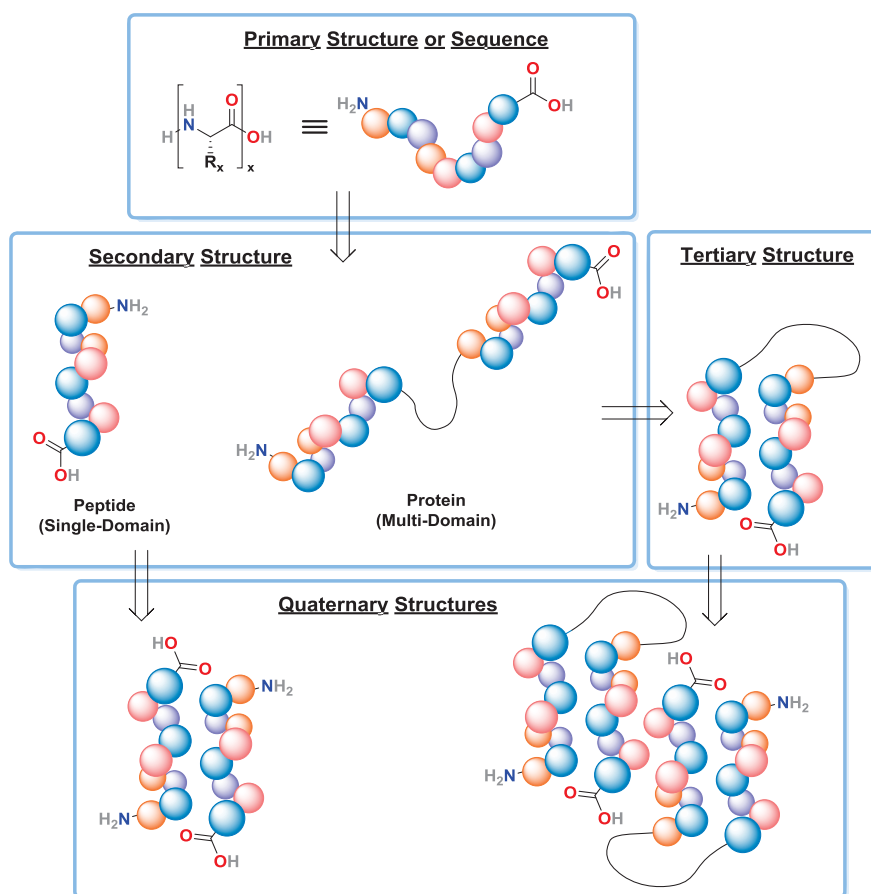 Primary Structure or Sequence
H
N
O
H
OH
Rx
x
≡
H2N
O
OH
Secondary Structure
NH2
O
OH
Peptide
(Single-Domain)
H2N
O
OH
Protein
(Multi-Domain)
Tertiary Structure
H2N
O
OH
Quaternary Structures
HO
O
NH2
H2N
O
OH
HO
O
NH2
H2N
O
OH